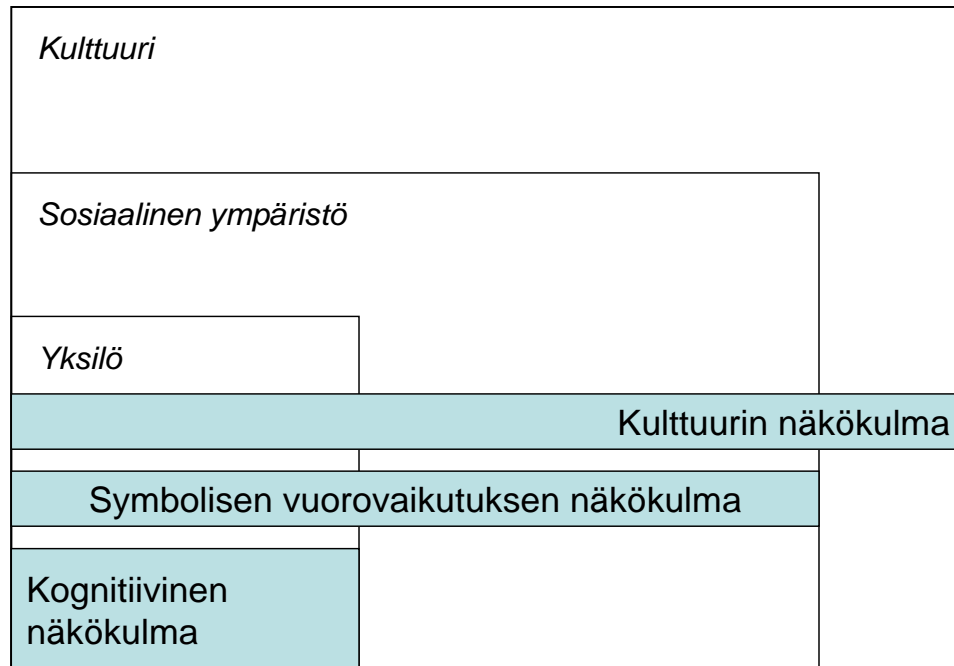 Kulttuuri
Sosiaalinen ympäristö
Yksilö
Kulttuurin näkökulma
Symbolisen vuorovaikutuksen näkökulma
Kognitiivinen
näkökulma